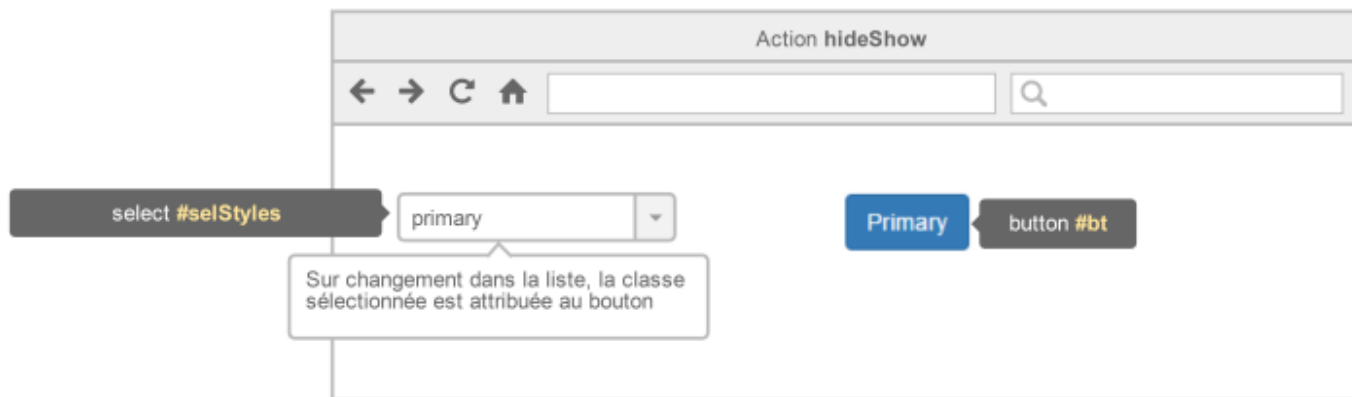 Action hideShow
select #selStyles
primary
Primary
button #bt
Sur changement dans la liste, la classe
sélectionnée est attribuée au bouton